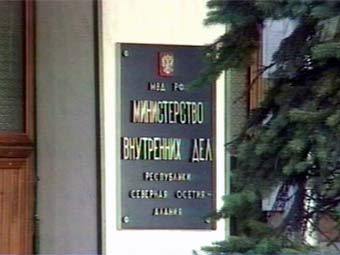 МВД РФ
МИНИСТЕРСТВО
ВНУТРЕННИХ ДЕЛ
РЕСПУБЛИКИ
СЕВЕРНАЯ ОСЕТИЯ-
АЛАНИЯ